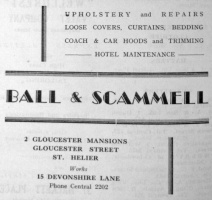 UPHOLSTERY and REPAIRS
LOOSE COVERS, CURTAINS, BEDDING
COACH & CAR HOODS and TRIMMING
HOTEL MAINTENANCE
BALL & SCAMMELL
2 GLOUCESTER MANSIONS
GLOUCESTER STREET
ST. HELIER
Works
15 DEVONSHIRE LANE
Phone Central 2202